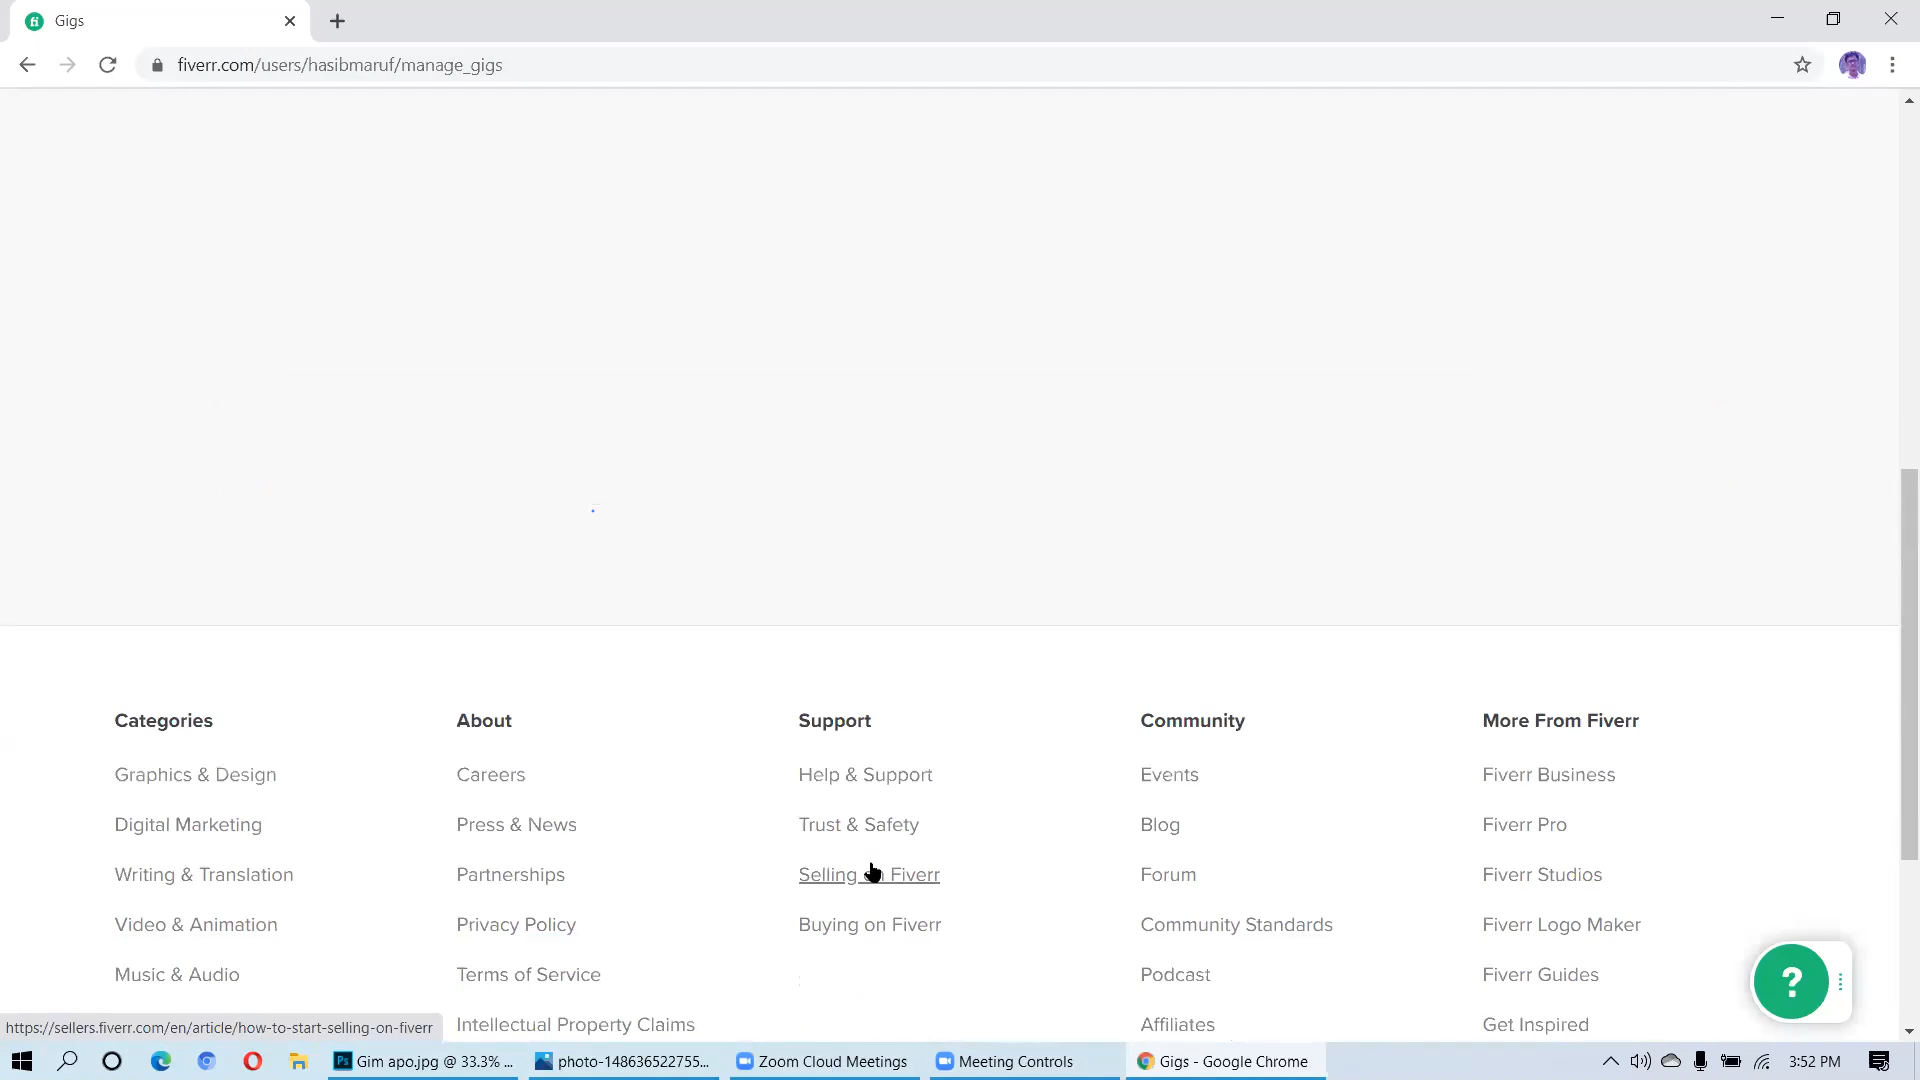 fi Gigs
fiverr.com/users/hasibmaruf/manage_gigs
Categories About Support Community More From Fiverr
Graphics & Design Careers Help & Support Events Fiverr Business
Digital Marketing Press & News Trust & Safety Blog Fiverr Pro
Writing & Translation Partnerships Selling on Fiverr Forum Fiverr Studios
Video & Animation Privacy Policy Buying on Fiverr Community Standards Fiverr Logo Maker
Music & Audio Terms of Service Podcast Fiverr Guides
?
https://sellers.fiverr.com/en/article/how-to-start-selling-on-fiverr Intellectual Property Claims Affiliates Get Inspired
Ps Gim apo.jpg @ 33.3% ... photo-148636522755... Zoom Cloud Meetings Meeting Controls Gigs - Google Chrome 3:52 PM